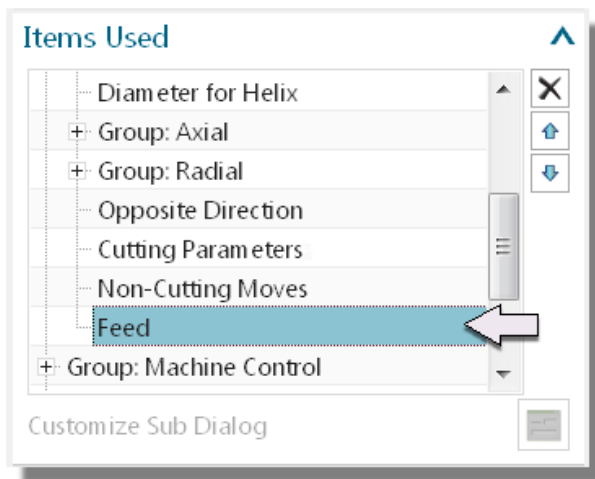 Items Used
Diameter for Helix
Group: Axial
Group: Radial
Opposite Direction
Cutting Parameters
Non-Cutting Moves
Feed
Group: Machine Control
Customize Sub Dialog